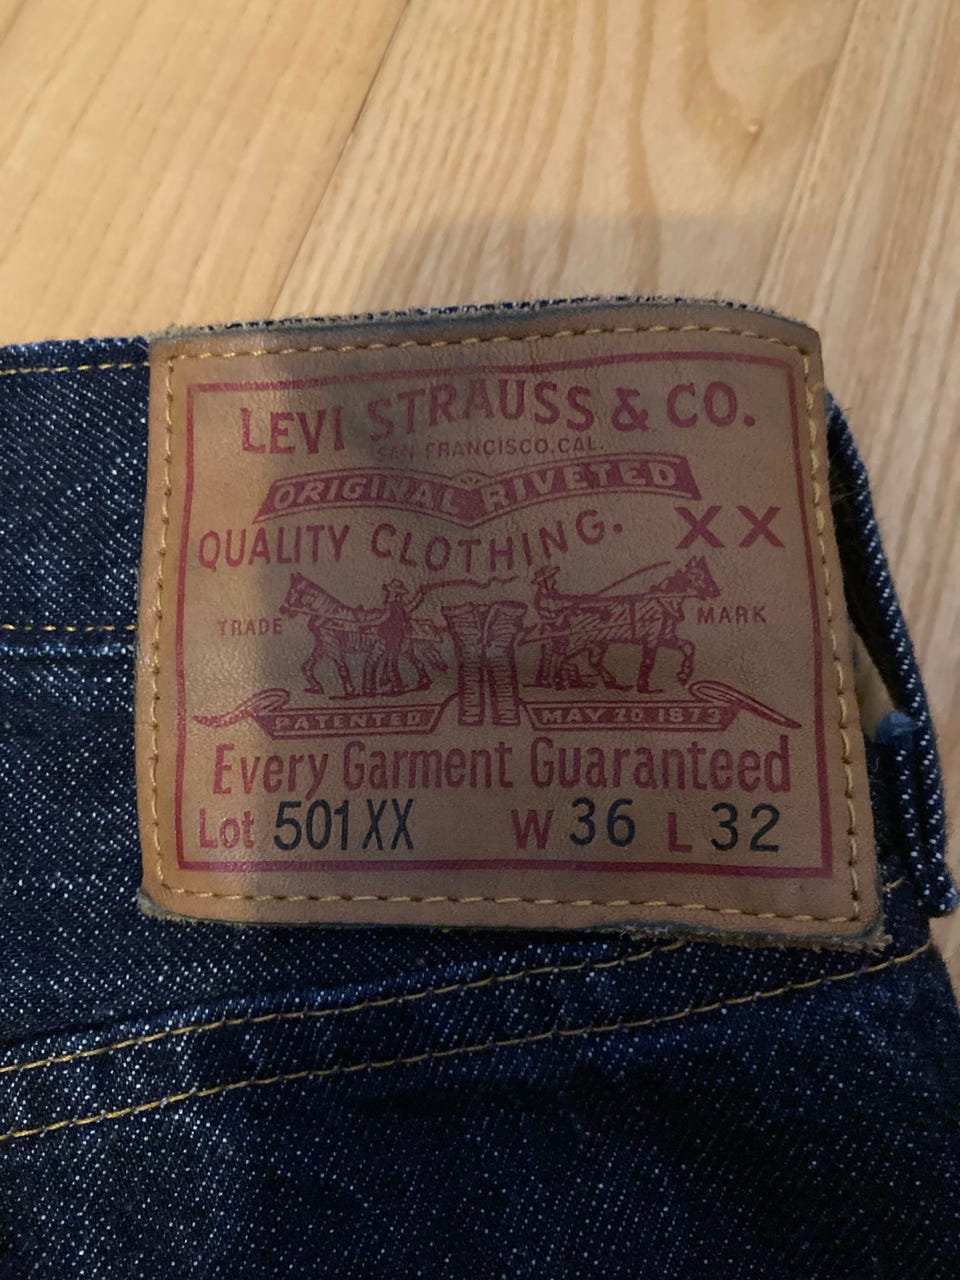 LEVI STRAUSS & CO.
SAN FRANCISCO, CAL.
ORIGINAL RIVETED
QUALITY CLOTHING. XX
TRADE MARK
PATENTED MAY 20 1873
Every Garment Guaranteed
Lot 501XX W 36 L 32